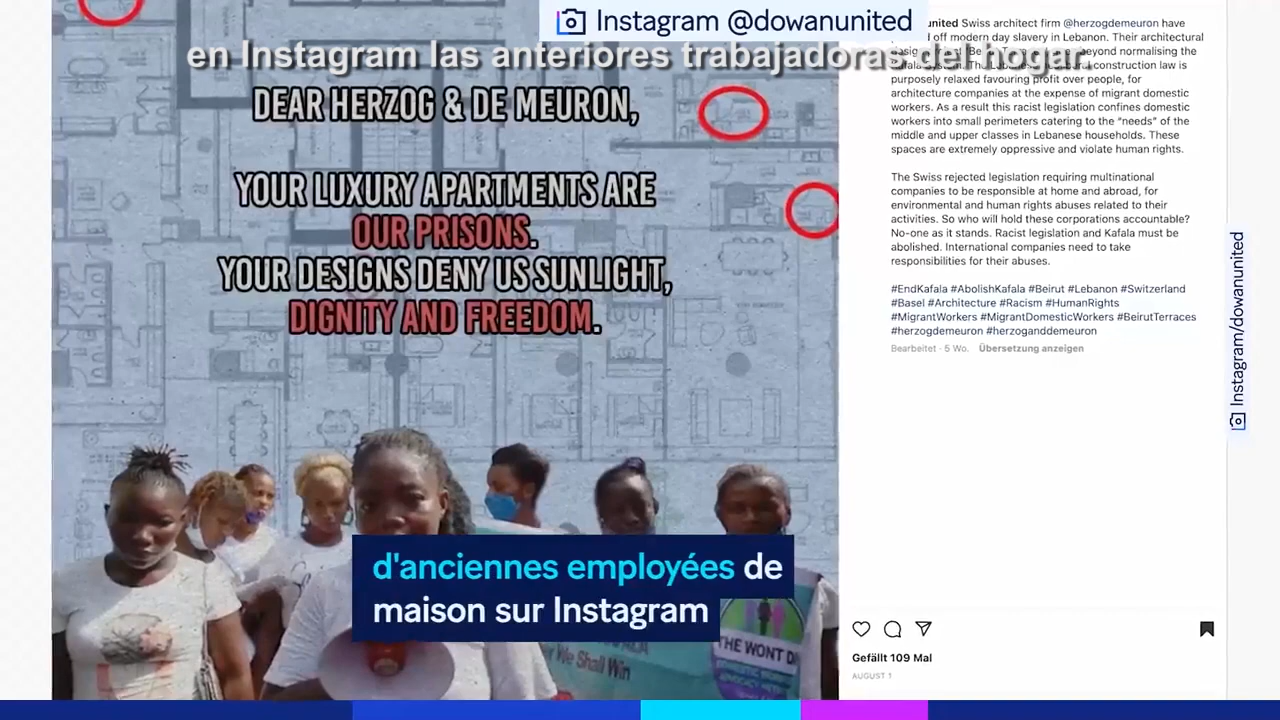 Instagram @dowanunited
en Instagram las anteriores trabajadoras del hogar
DEAR HERZOG & DE MEURON,
YOUR LUXURY APARTMENTS ARE
OUR PRISONS.
YOUR DESIGNS DENY US SUNLIGHT,
DIGNITY AND FREEDOM.
d'anciennes employées de
maison sur Instagram
er We Shall Win
THE WONT D
united Swiss architect firm @herzogdemeuron have
off modern day slavery in Lebanon. Their architectural
beyond normalising the
construction law is
purposely relaxed favouring profit over people, for
architecture companies at the expense of migrant domestic
workers. As a result this racist legislation confines domestic
workers into small perimeters catering to the “needs” of the
middle and upper classes in Lebanese households. These
spaces are extremely oppressive and violate human rights.
The Swiss rejected legislation requiring multinational
companies to be responsible at home and abroad, for
environmental and human rights abuses related to their
activities. So who will hold these corporations accountable?
No-one as it stands. Racist legislation and Kafala must be
abolished. International companies need to take
responsibilities for their abuses.
#EndKafala #AbolishKafala #Beirut #Lebanon #Switzerland
#Basel #Architecture #Racism #HumanRights
#MigrantWorkers #MigrantDomesticWorkers #BeirutTerraces
#herzogdemeuron #herzoganddemeuron
Bearbeitet · 5 Wo. Übersetzung anzeigen
Gefällt 109 Mal
AUGUST 1
Instagram/dowanunited